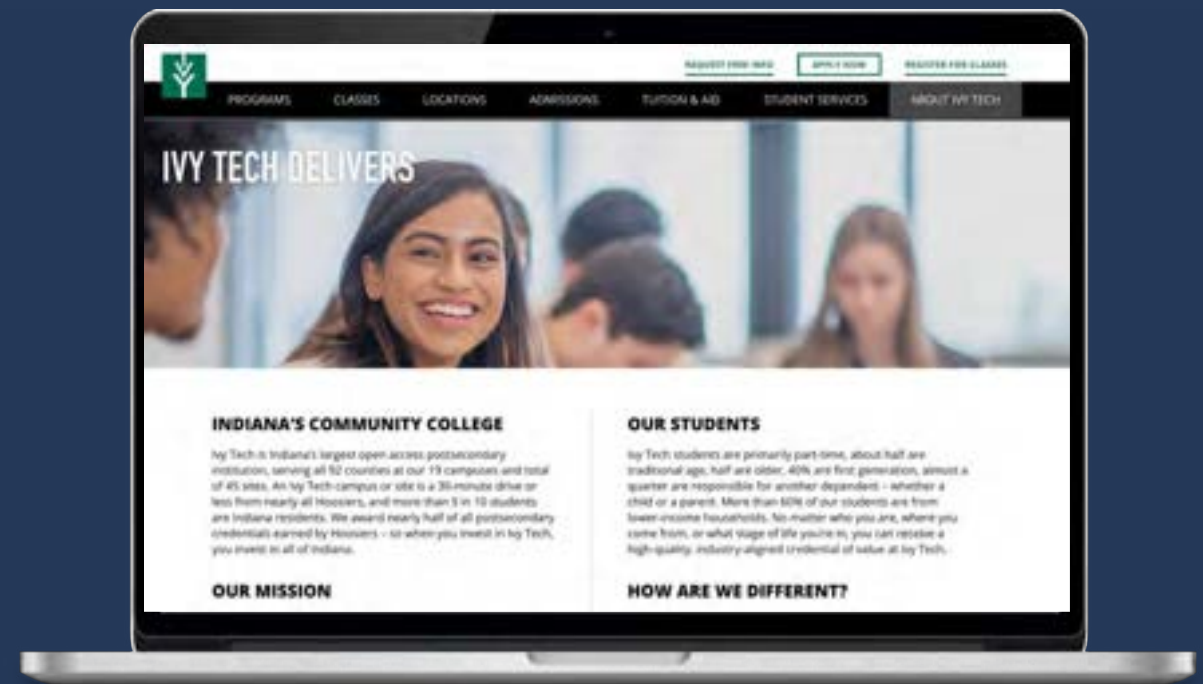 REQUEST FREE INFO
APPLY NOW
REGISTER FOR CLASSES
PROGRAMS
CLASSES
LOCATIONS
ADMISSIONS
TUITION & AID
STUDENT SERVICES
ABOUT IVY TECH
IVY TECH DELIVERS
INDIANA'S COMMUNITY COLLEGE
Ivy Tech is Indiana's largest open access postsecondary
institution, serving all 92 counties at our 19 campuses and total
of 45 sites. An Ivy Tech campus or site is a 30-minute drive or
less from nearly all Hoosiers, and more than 9 in 10 students
are Indiana residents. We award nearly half of all postsecondary
credentials earned by Hoosiers – so when you invest in Ivy Tech,
you invest in all of Indiana.
OUR MISSION
OUR STUDENTS
Ivy Tech students are primarily part-time, about half are
traditional age, half are older, 40% are first generation, almost a
quarter are responsible for another dependent – whether a
child or a parent. More than 60% of our students are from
lower-income households. No matter who you are, where you
come from, or what stage of life you're in, you can receive a
high-quality, industry-aligned credential of value at Ivy Tech.
HOW ARE WE DIFFERENT?